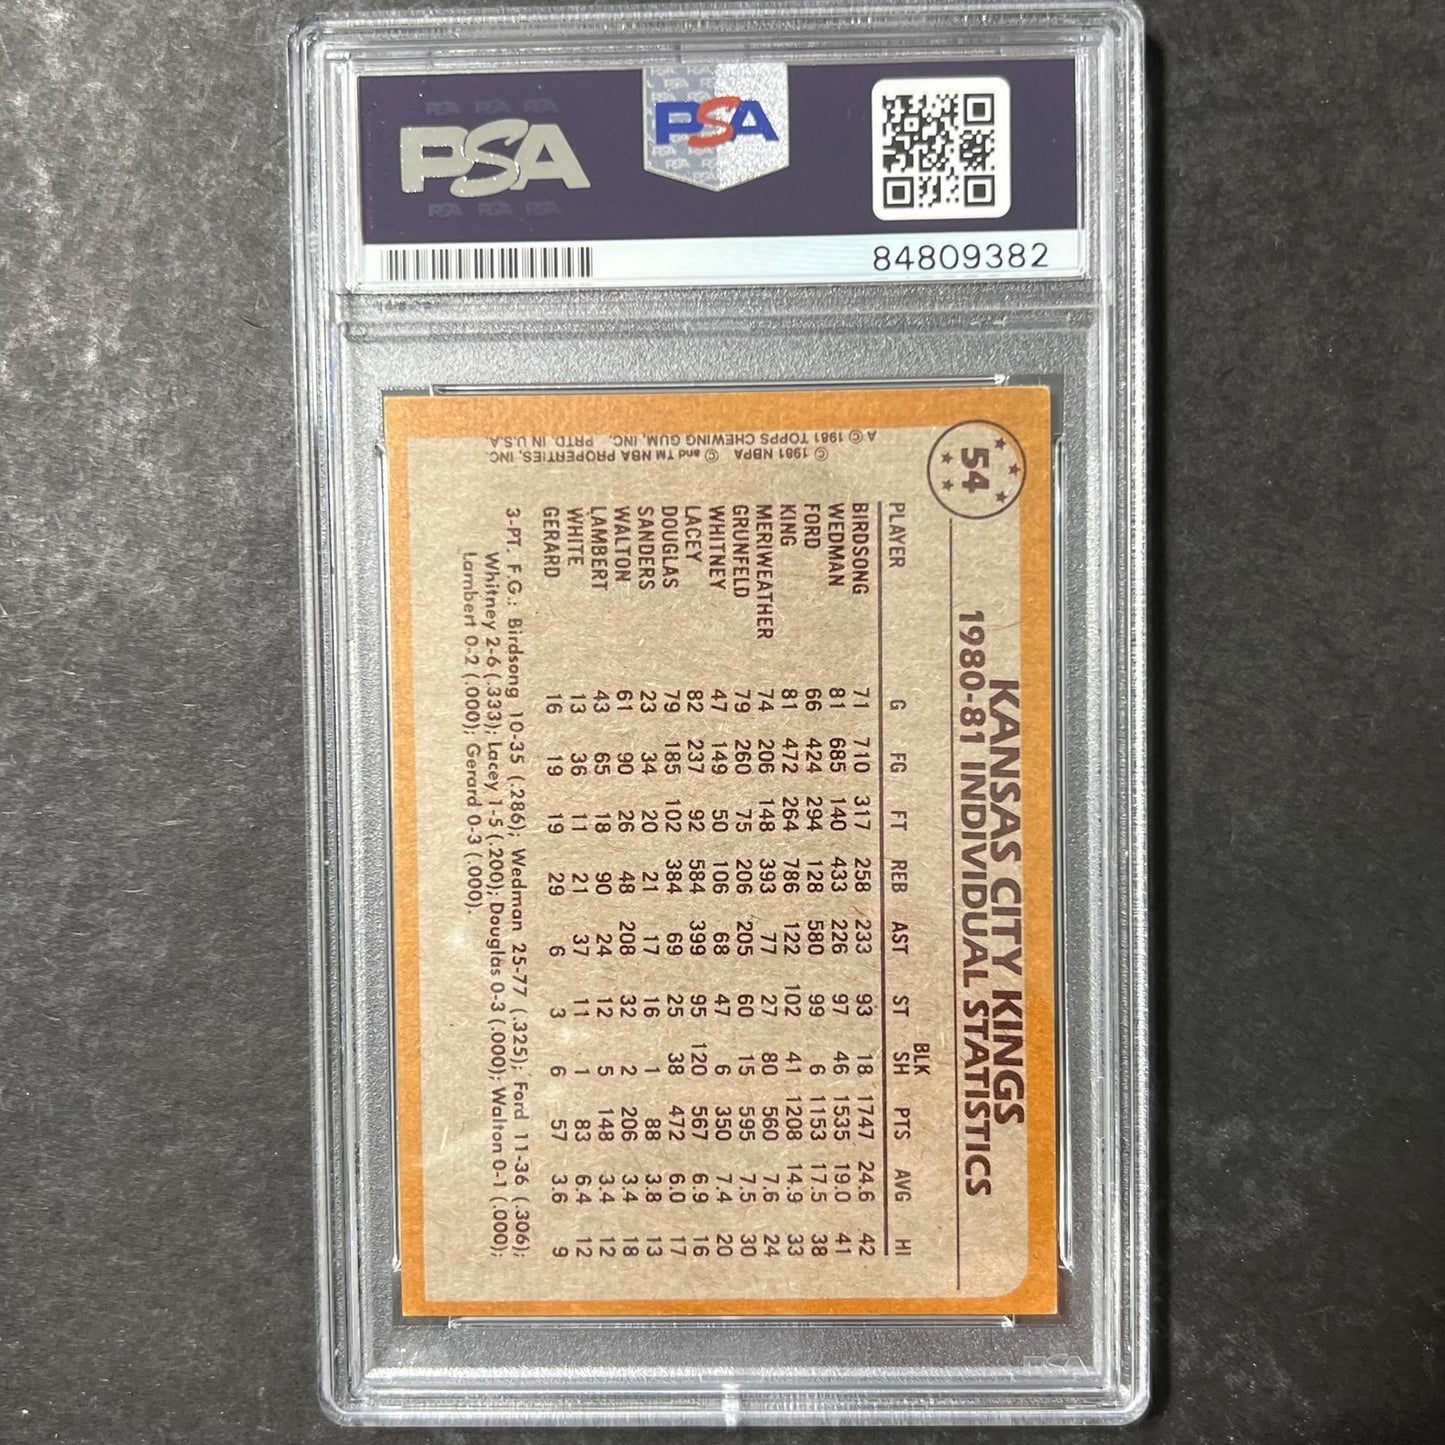 PSA PSA PSA
PSA
PSA PSA PSA
PSA
84809382
54
KANSAS CITY KINGS
1980-81 INDIVIDUAL STATISTICS
BLK
PLAYER G FG FT REB AST ST SH PTS AVG HI
BIRDSONG 71 710 317 258 233 93 18 1747 24.6 42
WEDMAN 81 685 140 433 226 97 46 1535 19.0 41
FORD 66 424 294 128 580 99 6 1153 17.5 38
KING 81 472 264 786 122 102 41 1208 14.9 33
MERIWEATHER 74 206 148 393 77 27 80 560 7.6 24
GRUNFELD 79 260 75 206 205 60 15 595 7.5 30
WHITNEY 47 149 50 106 68 47 6 350 7.4 20
LACEY 82 237 92 584 399 95 120 567 6.9 16
DOUGLAS 79 185 102 384 69 25 38 472 6.0 17
SANDERS 23 34 20 21 17 16 1 88 3.8 13
WALTON 61 90 26 48 208 32 2 206 3.4 18
LAMBERT 43 65 18 90 24 12 5 148 3.4 12
WHITE 13 36 11 21 37 11 1 83 6.4 12
GERARD 16 19 19 29 6 3 6 57 3.6 9
3-PT. F.G.: Birdsong 10-35 (.286); Wedman 25-77 (.325); Ford 11-36 (.306);
Whitney 2-6 (.333); Lacey 1-5 (.200); Douglas 0-3 (.000); Walton 0-1 (.000);
Lambert 0-2 (.000); Gerard 0-3 (.000).
© 1981 NBPA © and TM NBA PROPERTIES, INC.
A © 1981 TOPPS CHEWING GUM, INC. PRTD. IN U.S.A.
PSA